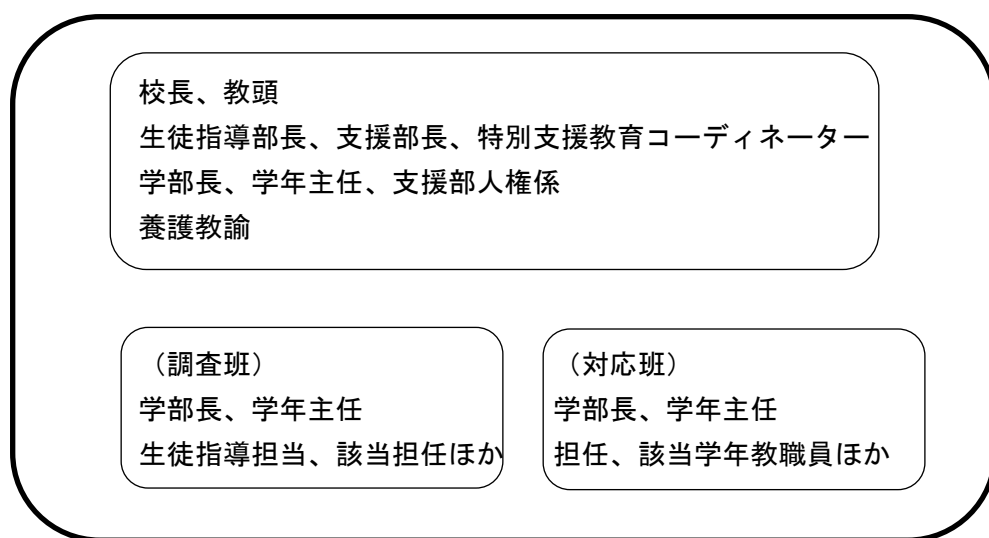 校長、教頭
生徒指導部長、支援部長、特別支援教育コーディネーター
学部長、学年主任、支援部人権係
養護教諭
（調査班）
学部長、学年主任
生徒指導担当、該当担任ほか
（対応班）
学部長、学年主任
担任、該当学年教職員ほか